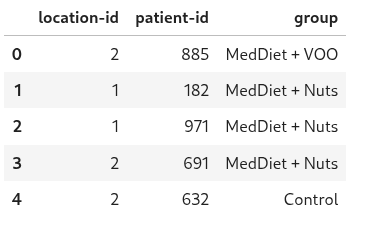 location-id patient-id group
0 2 885 MedDiet + VOO
1 1 182 MedDiet + Nuts
2 1 971 MedDiet + Nuts
3 2 691 MedDiet + Nuts
4 2 632 Control